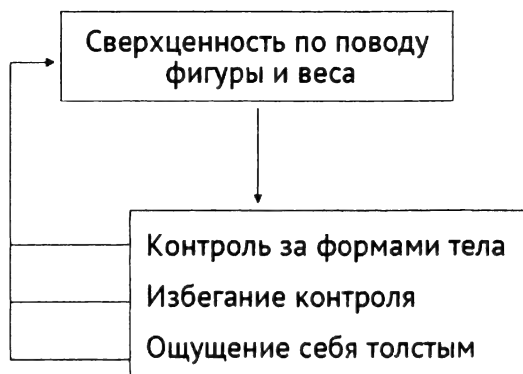 Сверхценность по поводу
фигуры и веса
Контроль за формами тела
Избегание контроля
Ощущение себя толстым